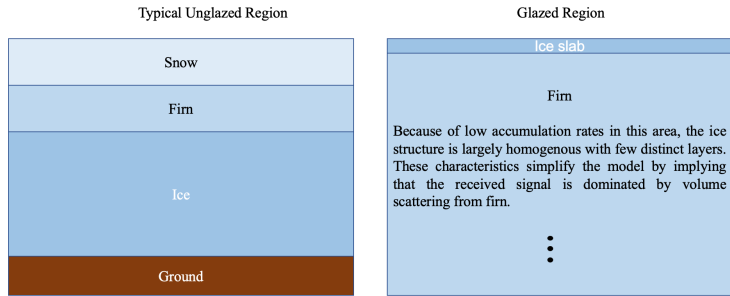 Typical Unglazed Region
Snow
Firn
Ice
Ground
Glazed Region
Ice slab
Firn
Because of low accumulation rates in this area, the ice
structure is largely homogenous with few distinct layers.
These characteristics simplify the model by implying
that the received signal is dominated by volume
scattering from firn.